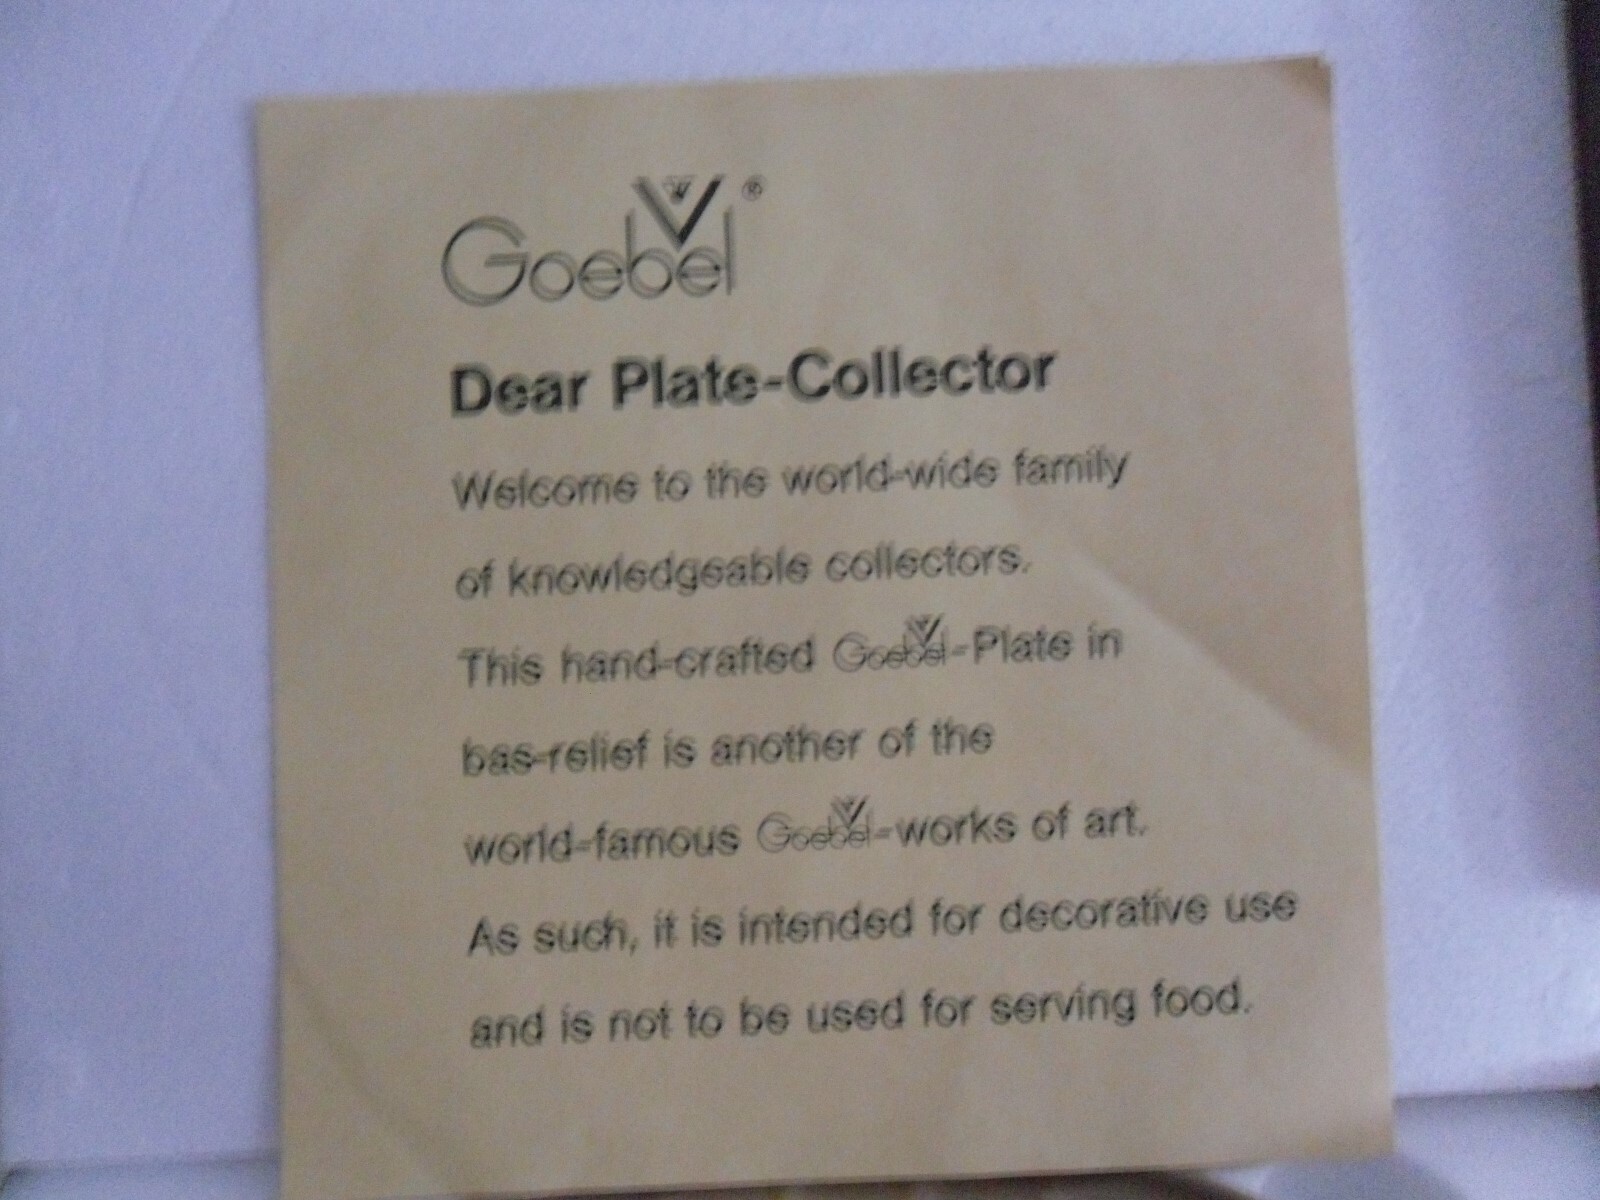 Goebel®
Dear Plate-Collector
Welcome to the world-wide family
of knowledgeable collectors.
This hand-crafted Goebel-Plate in
bas-relief is another of the
world-famous Goebel-works of art.
As such, it is intended for decorative use
and is not to be used for serving food.